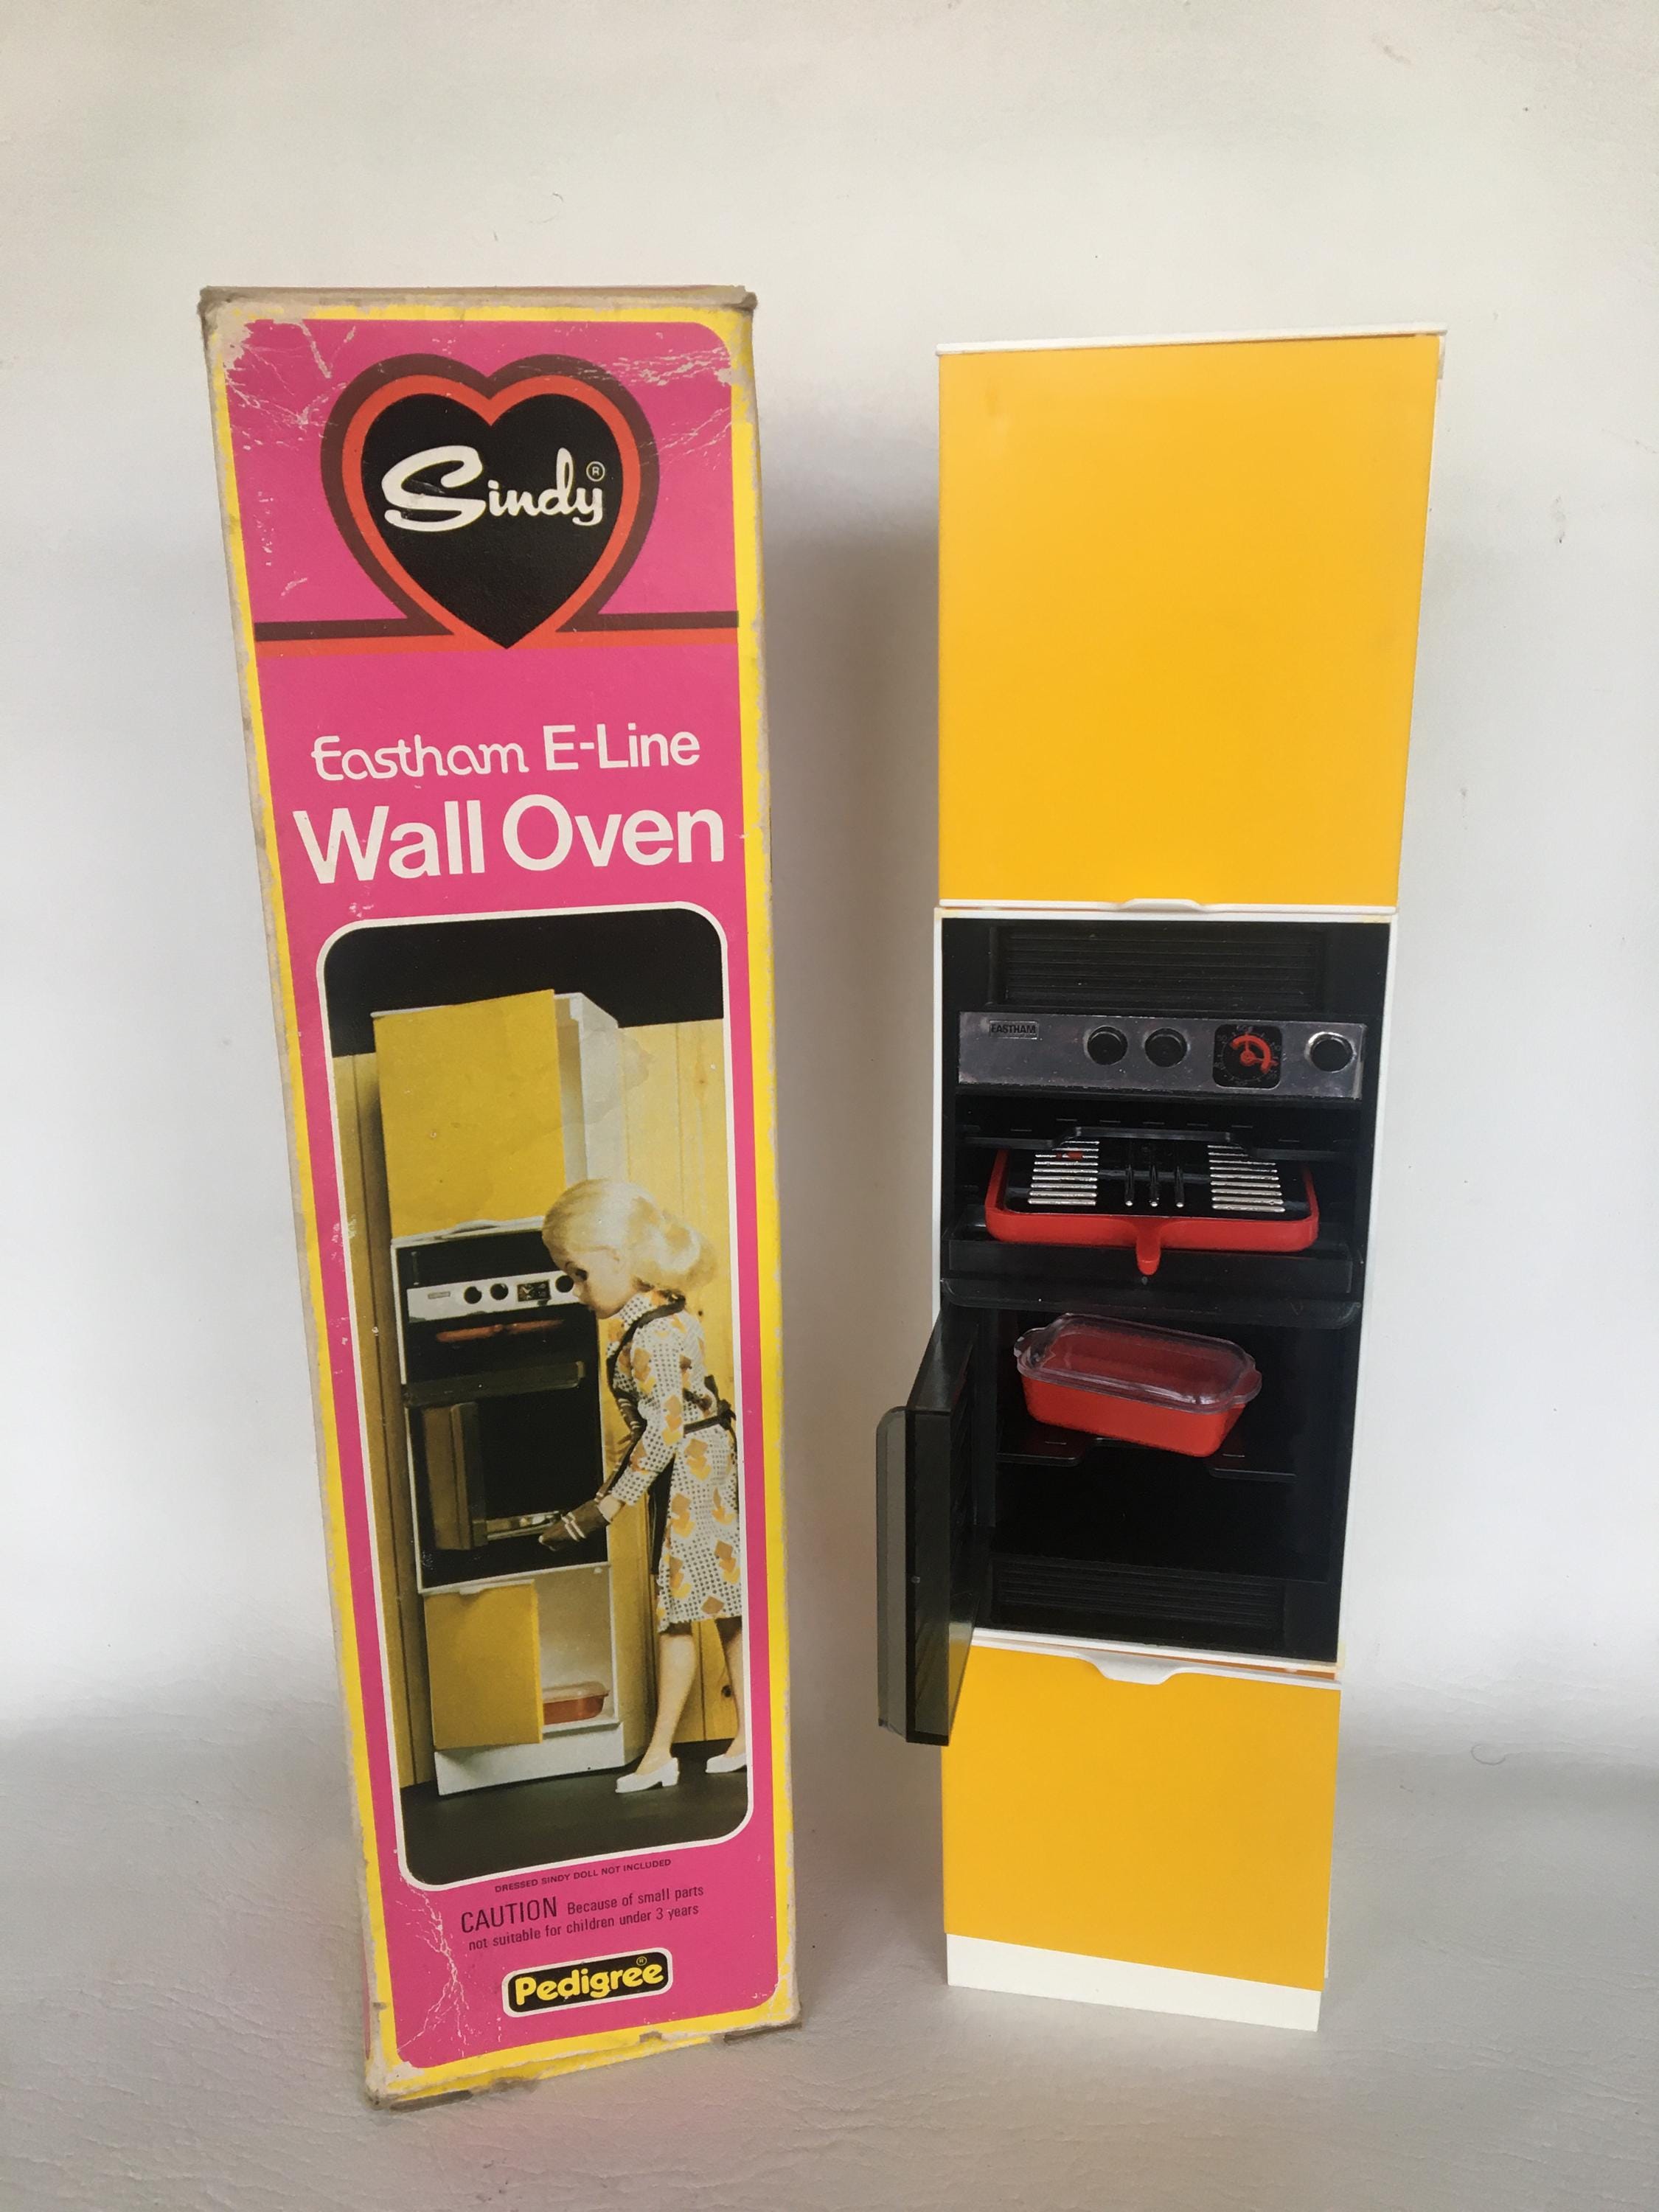 Sindy®
Eastham E-Line
Wall Oven
DRESSED SINDY DOLL NOT INCLUDED
CAUTION Because of small parts
not suitable for children under 3 years
Pedigree®
EASTHAM